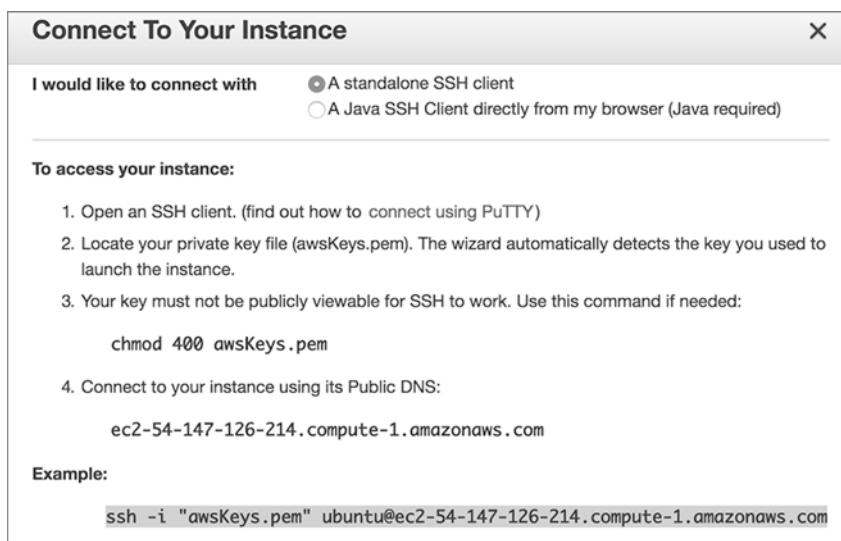 Connect To Your Instance
I would like to connect with
A standalone SSH client
A Java SSH Client directly from my browser (Java required)
To access your instance:
1. Open an SSH client. (find out how to connect using PuTTY)
2. Locate your private key file (awsKeys.pem). The wizard automatically detects the key you used to
launch the instance.
3. Your key must not be publicly viewable for SSH to work. Use this command if needed:
chmod 400 awsKeys.pem
4. Connect to your instance using its Public DNS:
ec2-54-147-126-214.compute-1.amazonaws.com
Example:
ssh -i "awsKeys.pem" ubuntu@ec2-54-147-126-214.compute-1.amazonaws.com